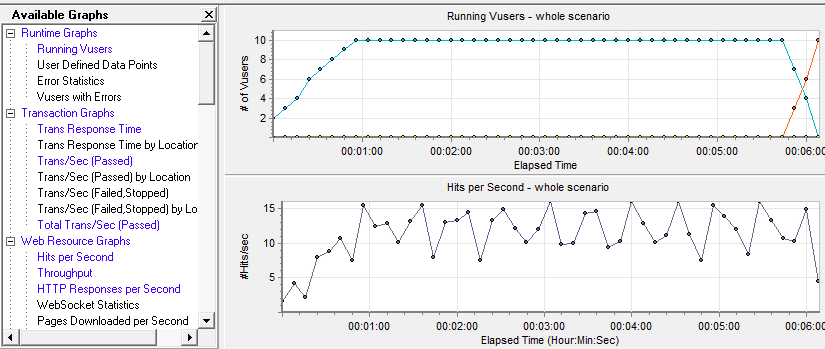 Available Graphs
Runtime Graphs
Running Vusers
User Defined Data Points
Error Statistics
Vusers with Errors
Transaction Graphs
Trans Response Time
Trans Response Time by Location
Trans/Sec (Passed)
Trans/Sec (Passed) by Location
Trans/Sec (Failed,Stopped)
Trans/Sec (Failed,Stopped) by Lo
Total Trans/Sec (Passed)
Web Resource Graphs
Hits per Second
Throughput
HTTP Responses per Second
WebSocket Statistics
Pages Downloaded per Second
Running Vusers - whole scenario
# of Vusers
10
8
6
4
2
00:01:00 00:02:00 00:03:00 00:04:00 00:05:00 00:06:00
Elapsed Time
Hits per Second - whole scenario
#Hits/sec
15
10
5
00:01:00 00:02:00 00:03:00 00:04:00 00:05:00 00:06:00
Elapsed Time (Hour:Min:Sec)